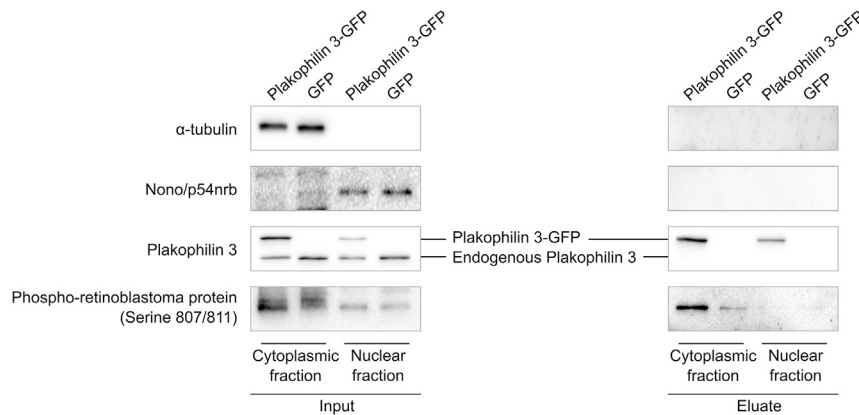 Plakophilin 3-GFP
GFP
Plakophilin 3-GFP
GFP
Plakophilin 3-GFP
GFP
Plakophilin 3-GFP
GFP
α-tubulin
Nono/p54nrb
Plakophilin 3
Plakophilin 3-GFP
Endogenous Plakophilin 3
Phospho-retinoblastoma protein
(Serine 807/811)
Cytoplasmic
fraction
Nuclear
fraction
Input
Cytoplasmic
fraction
Nuclear
fraction
Eluate